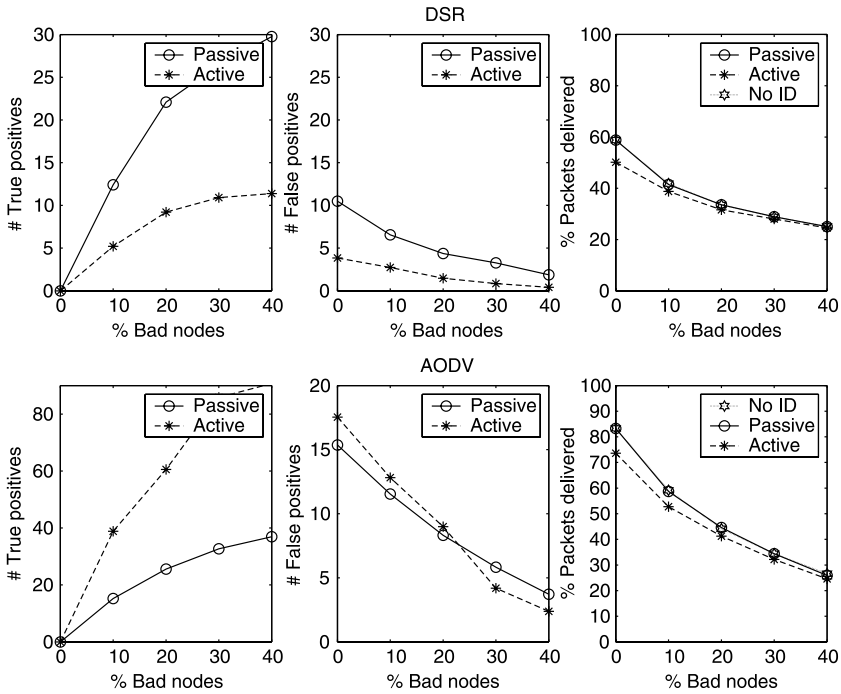 DSR
# True positives
30
25
20
15
10
5
0
Passive
Active
0 10 20 30 40
% Bad nodes
# False positives
30
25
20
15
10
5
0
Passive
Active
0 10 20 30 40
% Bad nodes
% Packets delivered
100
80
60
40
20
0
Passive
Active
No ID
0 10 20 30 40
% Bad nodes
AODV
# True positives
80
60
40
20
0
Passive
Active
0 10 20 30 40
% Bad nodes
# False positives
20
15
10
5
0
Passive
Active
0 10 20 30 40
% Bad nodes
% Packets delivered
100
90
80
70
60
50
40
30
20
10
0
No ID
Passive
Active
0 10 20 30 40
% Bad nodes